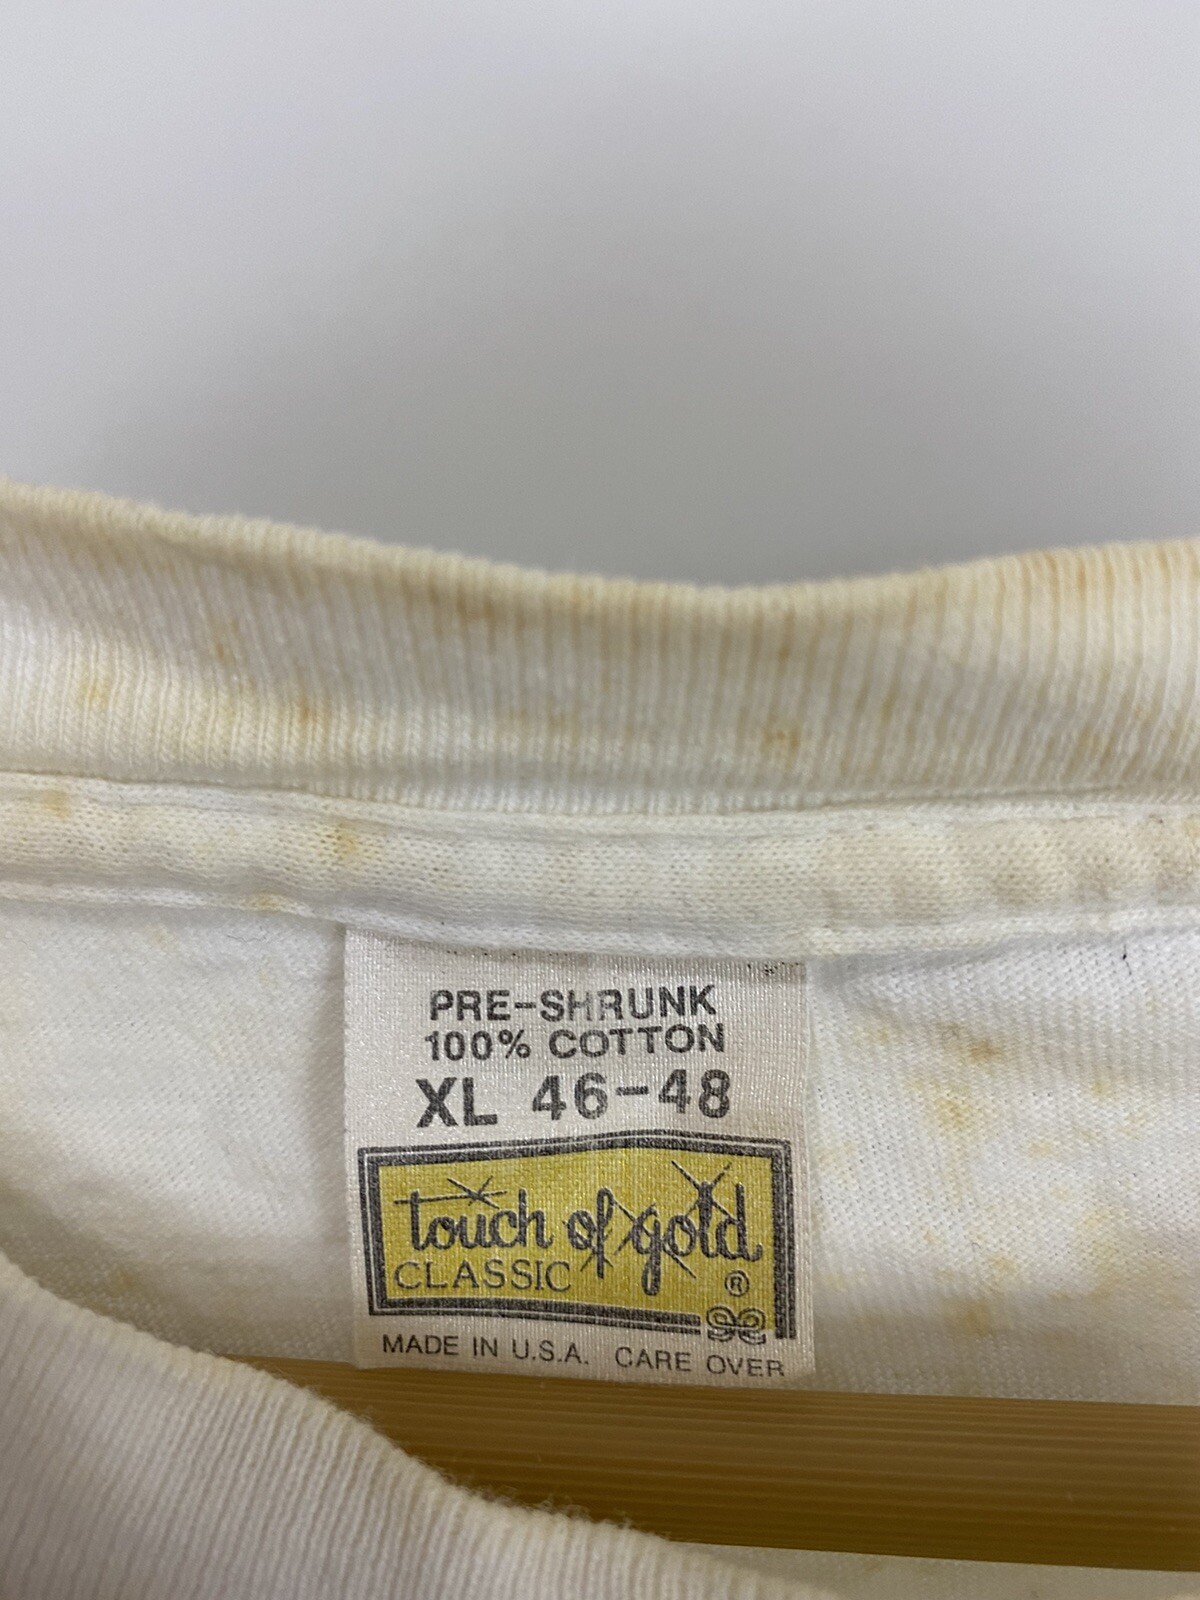 PRE-SHRUNK
100% COTTON
XL 46-48
touch of gold
CLASSIC ®
MADE IN U.S.A. CARE OVER